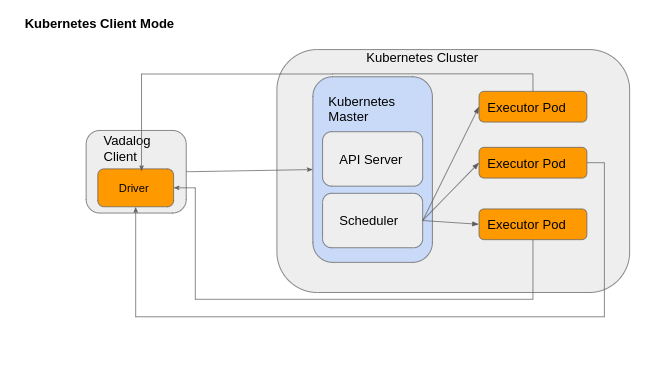 Kubernetes Client Mode
Kubernetes Cluster
Kubernetes
Master
API Server
Scheduler
Executor Pod
Executor Pod
Executor Pod
Vadalog
Client
Driver